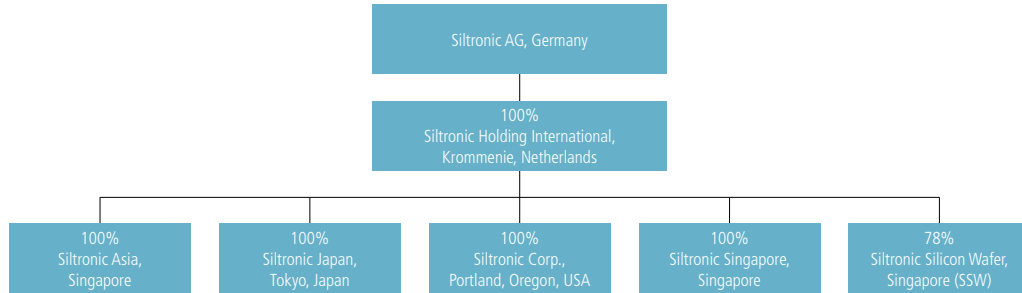 Siltronic AG, Germany
100%
Siltronic Holding International,
Krommenie, Netherlands
100%
Siltronic Asia,
Singapore
100%
Siltronic Japan,
Tokyo, Japan
100%
Siltronic Corp.,
Portland, Oregon, USA
100%
Siltronic Singapore,
Singapore
78%
Siltronic Silicon Wafer,
Singapore (SSW)